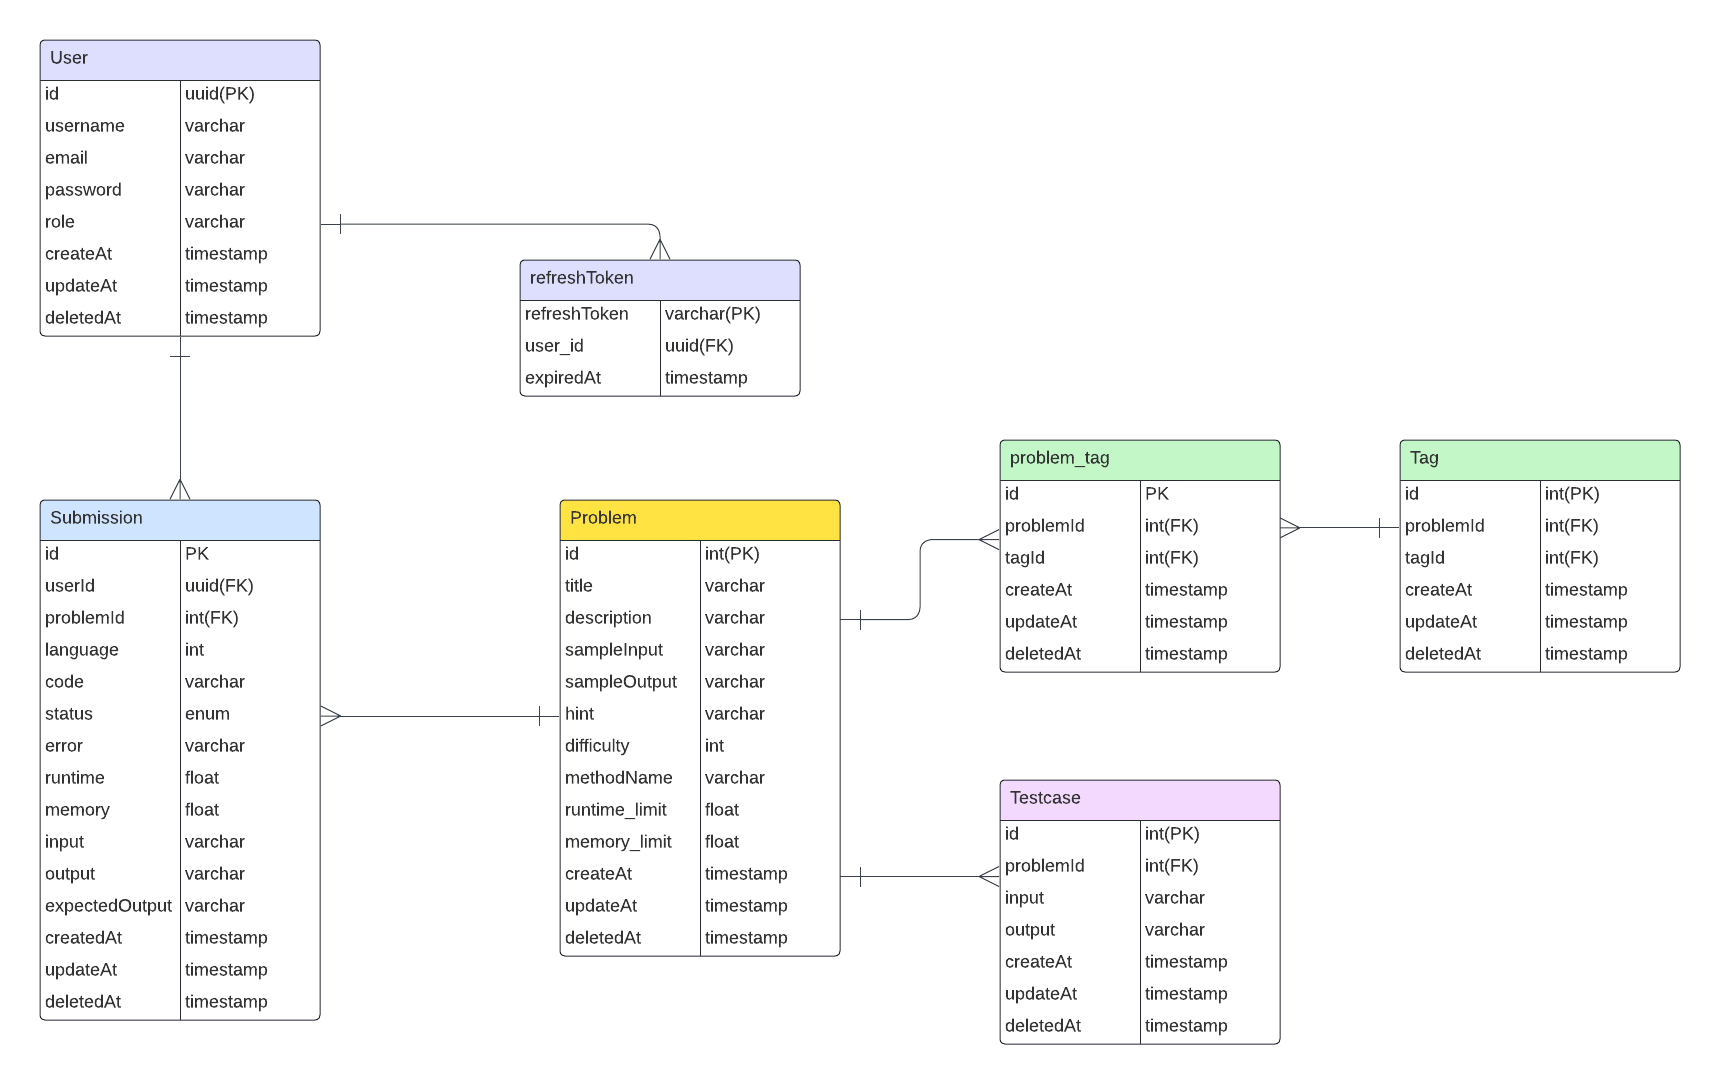 User
id uuid(PK)
username varchar
email varchar
password varchar
role varchar
createAt timestamp
updateAt timestamp
deletedAt timestamp
refreshToken
refreshToken varchar(PK)
user_id uuid(FK)
expiredAt timestamp
Submission
id PK
userId uuid(FK)
problemId int(FK)
language int
code varchar
status enum
error varchar
runtime float
memory float
input varchar
output varchar
expectedOutput varchar
createdAt timestamp
updateAt timestamp
deletedAt timestamp
Problem
id int(PK)
title varchar
description varchar
sampleInput varchar
sampleOutput varchar
hint varchar
difficulty int
methodName varchar
runtime_limit float
memory_limit float
createAt timestamp
updateAt timestamp
deletedAt timestamp
problem_tag
id PK
problemId int(FK)
tagId int(FK)
createAt timestamp
updateAt timestamp
deletedAt timestamp
Tag
id int(PK)
problemId int(FK)
tagId int(FK)
createAt timestamp
updateAt timestamp
deletedAt timestamp
Testcase
id int(PK)
problemId int(FK)
input varchar
output varchar
createAt timestamp
updateAt timestamp
deletedAt timestamp